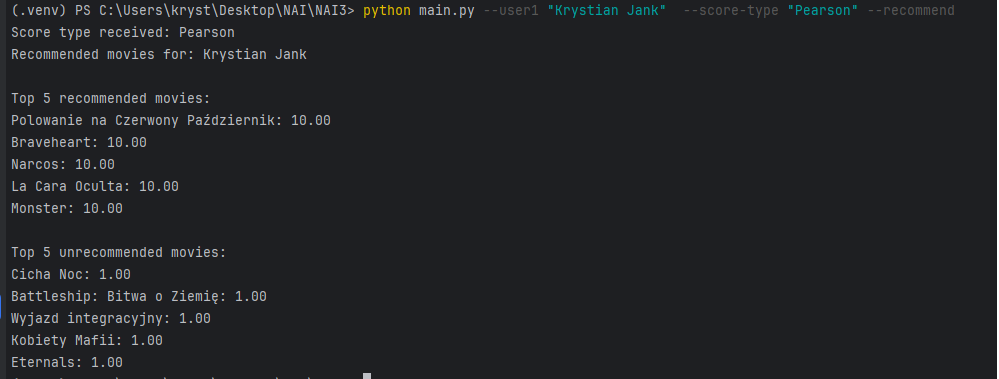 (.venv) PS C:\Users\kryst\Desktop\NAI\NAI3> python main.py --user1 "Krystian Jank"  --score-type "Pearson" --recommend
Score type received: Pearson
Recommended movies for: Krystian Jank
Top 5 recommended movies:
Polowanie na Czerwony Październik: 10.00
Braveheart: 10.00
Narcos: 10.00
La Cara Oculta: 10.00
Monster: 10.00
Top 5 unrecommended movies:
Cicha Noc: 1.00
Battleship: Bitwa o Ziemię: 1.00
Wyjazd integracyjny: 1.00
Kobiety Mafii: 1.00
Eternals: 1.00